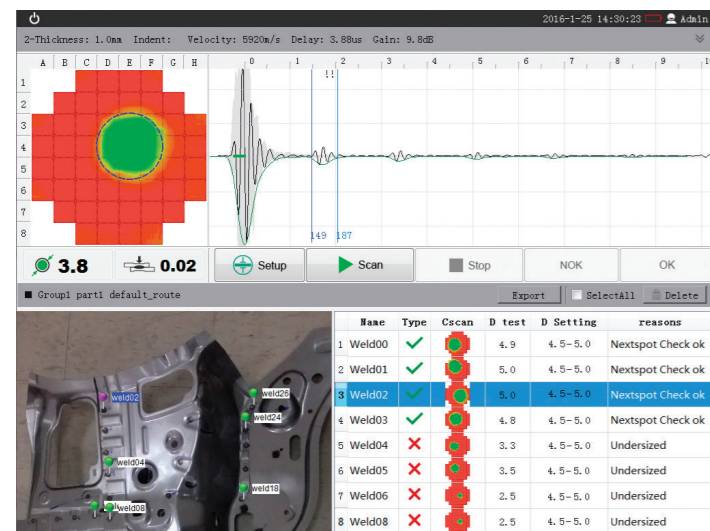 2016-1-25 14:30:23 Admin
2-Thickness: 1.0mm Indent: Velocity: 5920m/s Delay: 3.88us Gain: 9.8dB
A B C D E F G H
1
2
3
4
5
6
7
8
0 1 2 3 4 5 6 7 8 9
!!
149 187
3.8 0.02 Setup Scan Stop NOK OK
Group1 part1 default_route Export SelectAll Delete
Name Type Cscan D test D Setting reasons
1 Weld00 4.9 4.5-5.0 Nextspot Check ok
2 Weld01 5.0 4.5-5.0 Nextspot Check ok
3 Weld02 5.0 4.5-5.0 Nextspot Check ok
4 Weld03 4.8 4.5-5.0 Nextspot Check ok
5 Weld04 3.3 4.5-5.0 Undersized
6 Weld05 3.5 4.5-5.0 Undersized
7 Weld06 2.5 4.5-5.0 Undersized
8 Weld08 2.5 4.5-5.0 Undersized
weld02
weld26
weld24
weld04
weld18
weld08